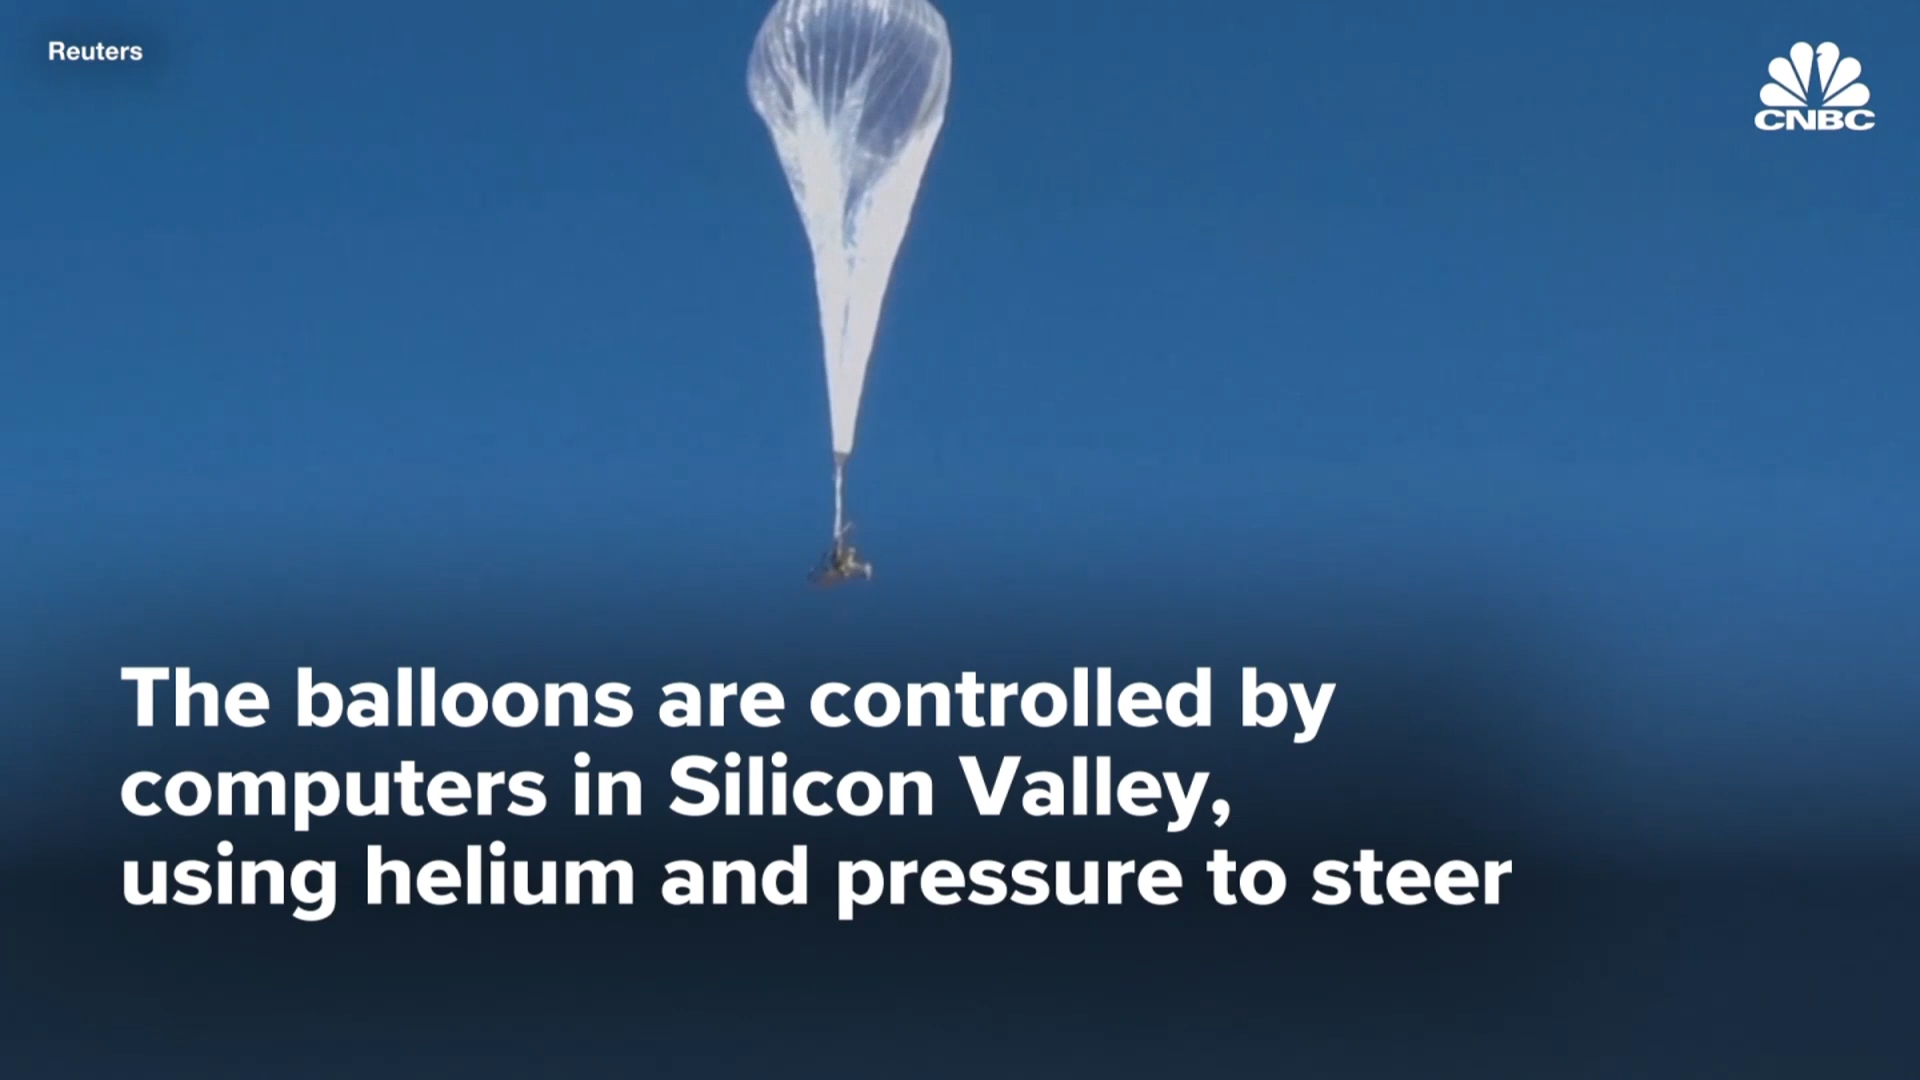 Reuters
CNBC
The balloons are controlled by
computers in Silicon Valley,
using helium and pressure to steer